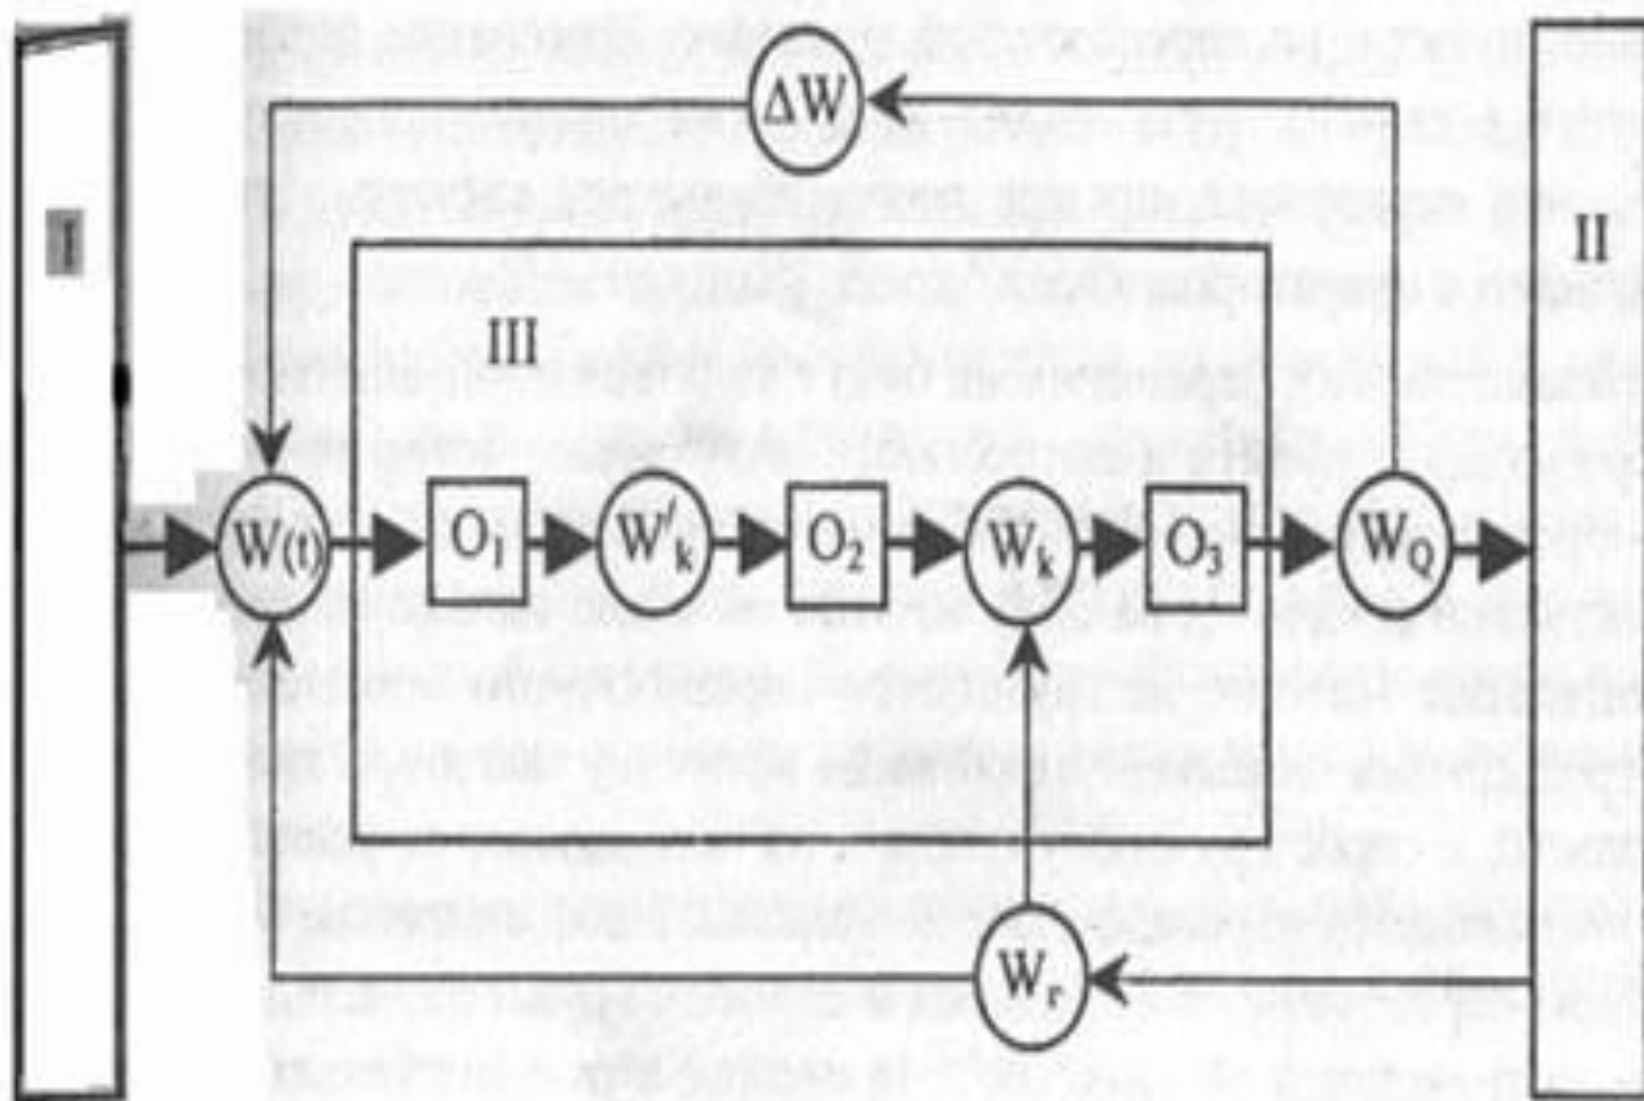 ΔW
I
II
III
W(t) O₁ W′k O₂ Wk O₃ WQ
Wr